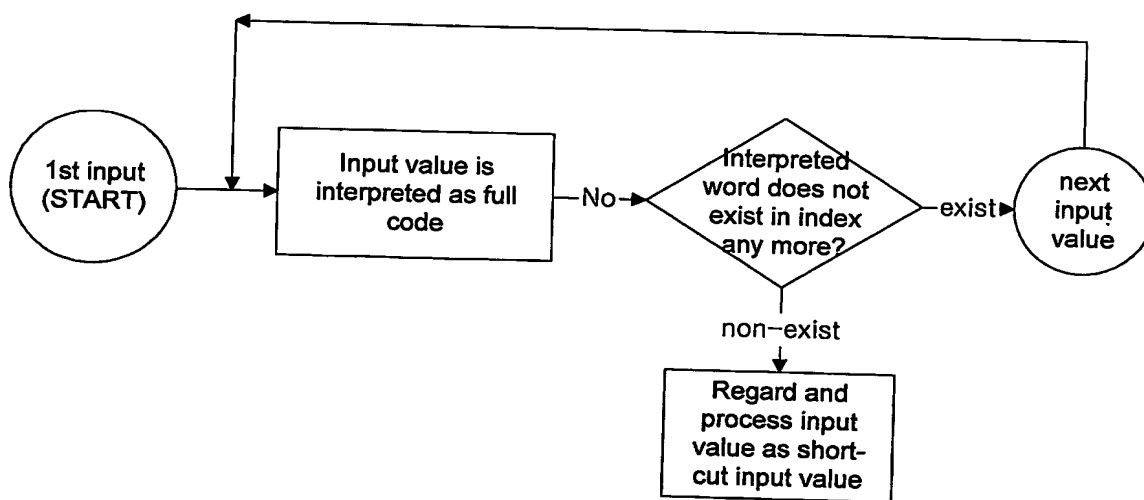 1st input
(START)
Input value is
interpreted as full
code
No
Interpreted
word does not
exist in index
any more?
exist
next
input
value
non-exist
Regard and
process input
value as short-
cut input value